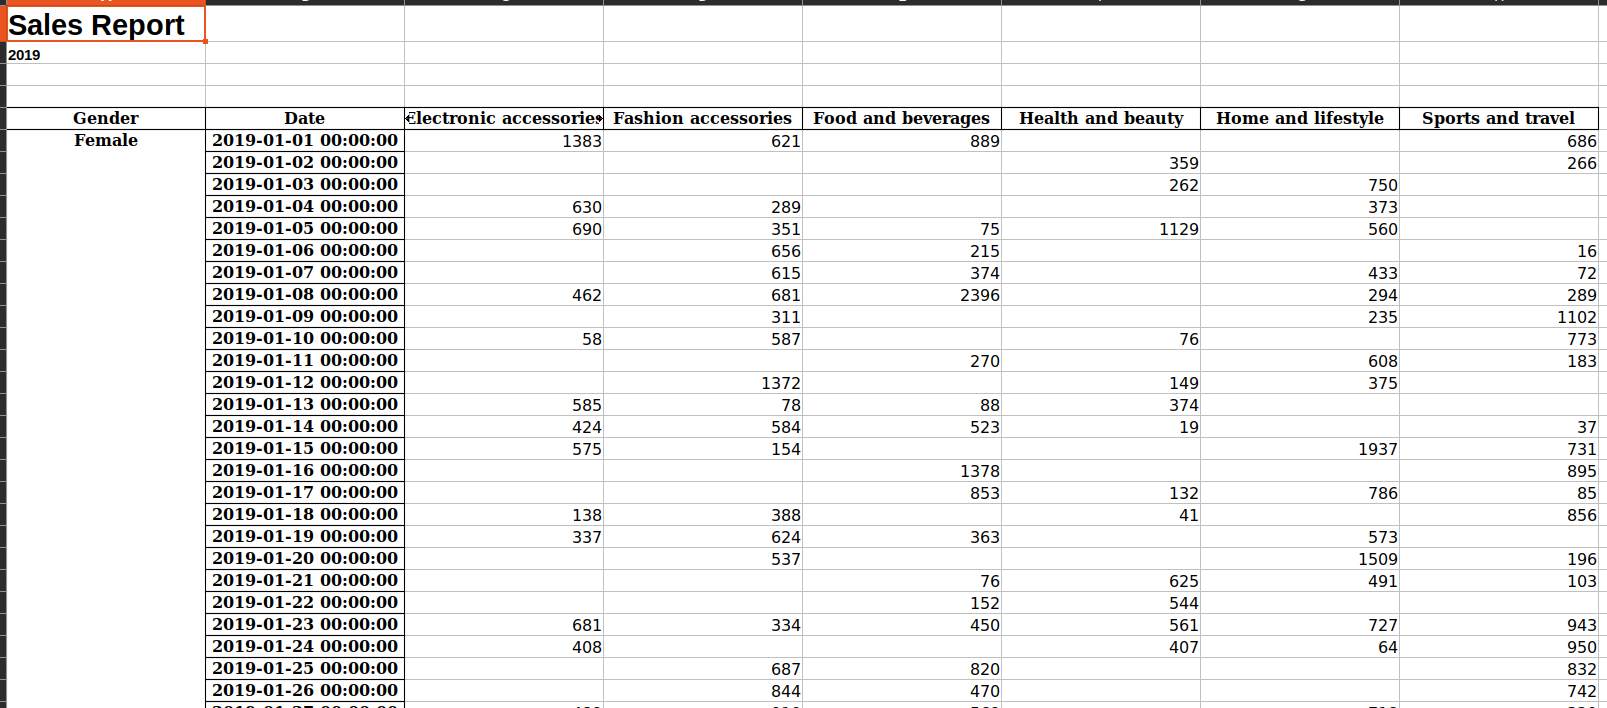 Sales Report
2019
Gender Date Electronic accessories Fashion accessories Food and beverages Health and beauty Home and lifestyle Sports and travel
Female 2019-01-01 00:00:00 1383 621 889 686
2019-01-02 00:00:00 359 266
2019-01-03 00:00:00 262 750
2019-01-04 00:00:00 630 289 373
2019-01-05 00:00:00 690 351 75 1129 560
2019-01-06 00:00:00 656 215 16
2019-01-07 00:00:00 615 374 433 72
2019-01-08 00:00:00 462 681 2396 294 289
2019-01-09 00:00:00 311 235 1102
2019-01-10 00:00:00 58 587 76 773
2019-01-11 00:00:00 270 608 183
2019-01-12 00:00:00 1372 149 375
2019-01-13 00:00:00 585 78 88 374
2019-01-14 00:00:00 424 584 523 19 37
2019-01-15 00:00:00 575 154 1937 731
2019-01-16 00:00:00 1378 895
2019-01-17 00:00:00 853 132 786 85
2019-01-18 00:00:00 138 388 41 856
2019-01-19 00:00:00 337 624 363 573
2019-01-20 00:00:00 537 1509 196
2019-01-21 00:00:00 76 625 491 103
2019-01-22 00:00:00 152 544
2019-01-23 00:00:00 681 334 450 561 727 943
2019-01-24 00:00:00 408 407 64 950
2019-01-25 00:00:00 687 820 832
2019-01-26 00:00:00 844 470 742